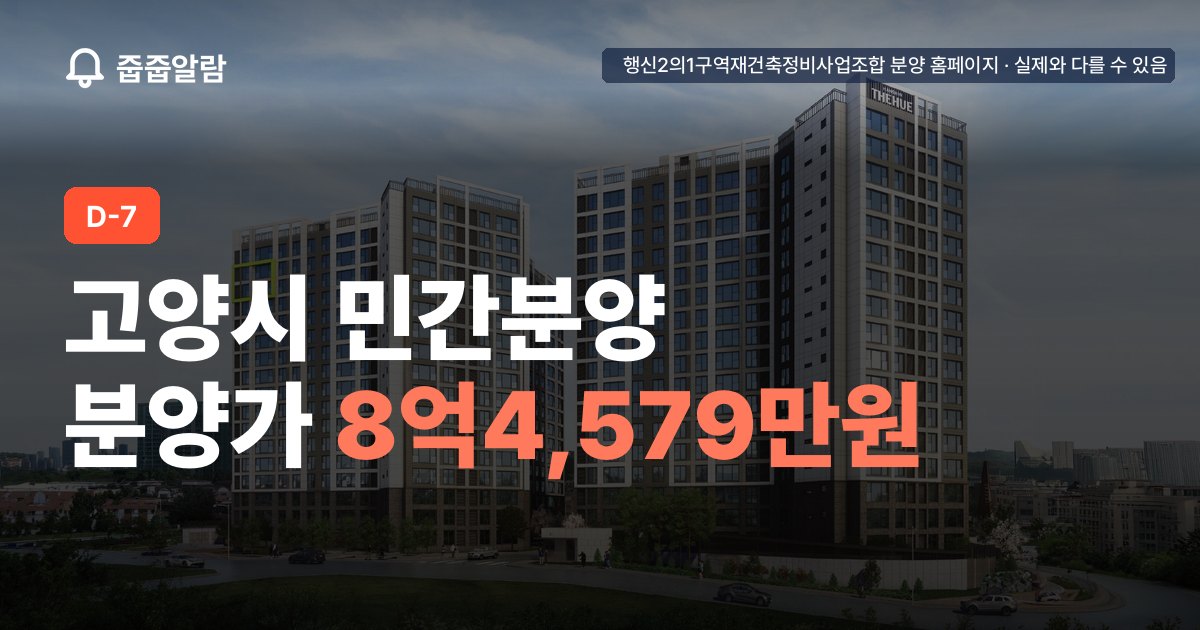 줍줍알람
행신2의1구역재건축정비사업조합 분양 홈페이지 · 실제와 다를 수 있음
THEHUE
D-7
고양시 민간분양
분양가 8억4,579만원